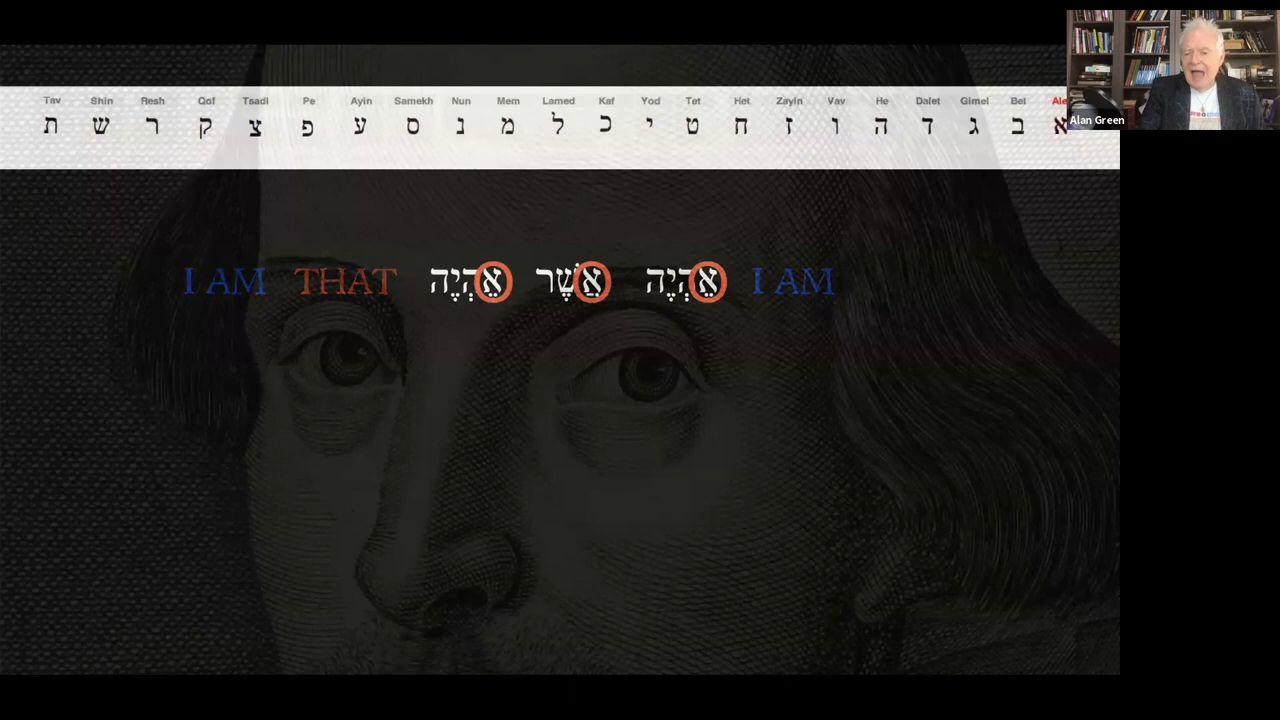 Tav Shin Resh Qof Tsadi Pe Ayin Samekh Nun Mem Lamed Kaf Yod Tet Het Zayin Vav He Dalet Gimel Bet Ale
ת ש ר ק צ פ ע ס נ מ ל כ י ט ח ז ו ה ד ג ב א
Alan Green
I AM THAT אֶהְיֶה אֲשֶׁר אֶהְיֶה I AM